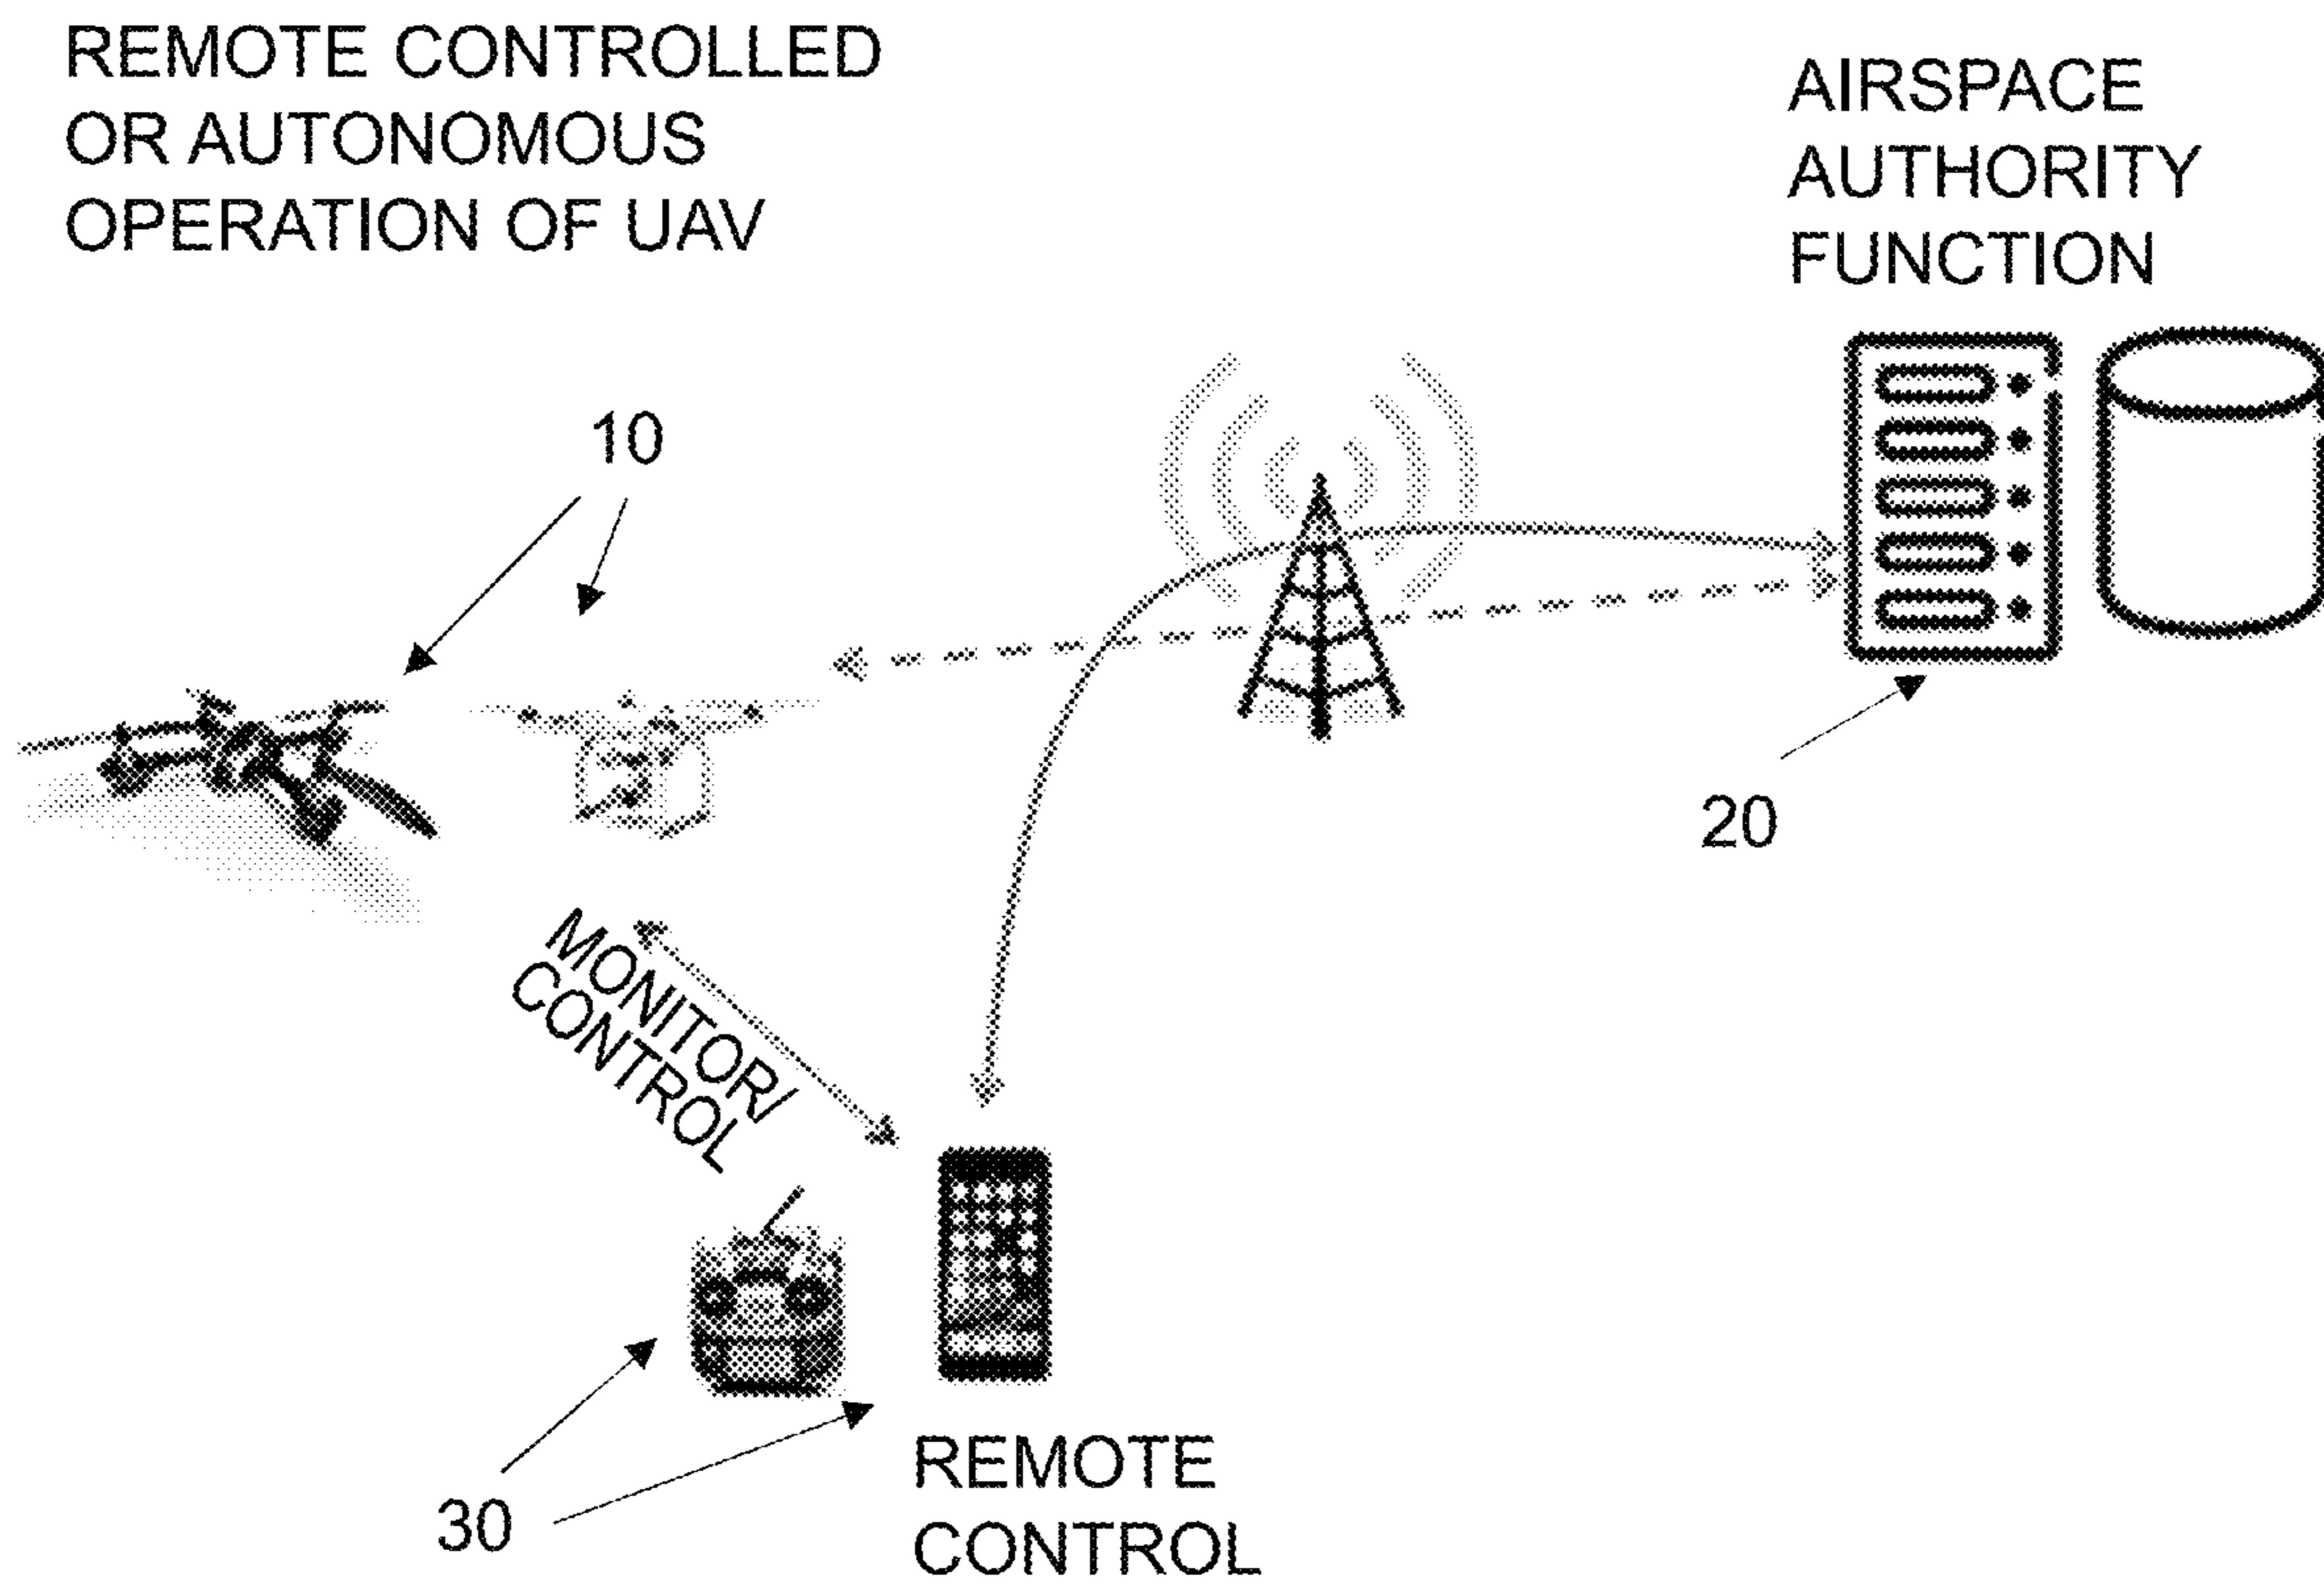 REMOTE CONTROLLED
OR AUTONOMOUS
OPERATION OF UAV
AIRSPACE
AUTHORITY
FUNCTION
10
20
MONITOR/
CONTROL
30
REMOTE
CONTROL